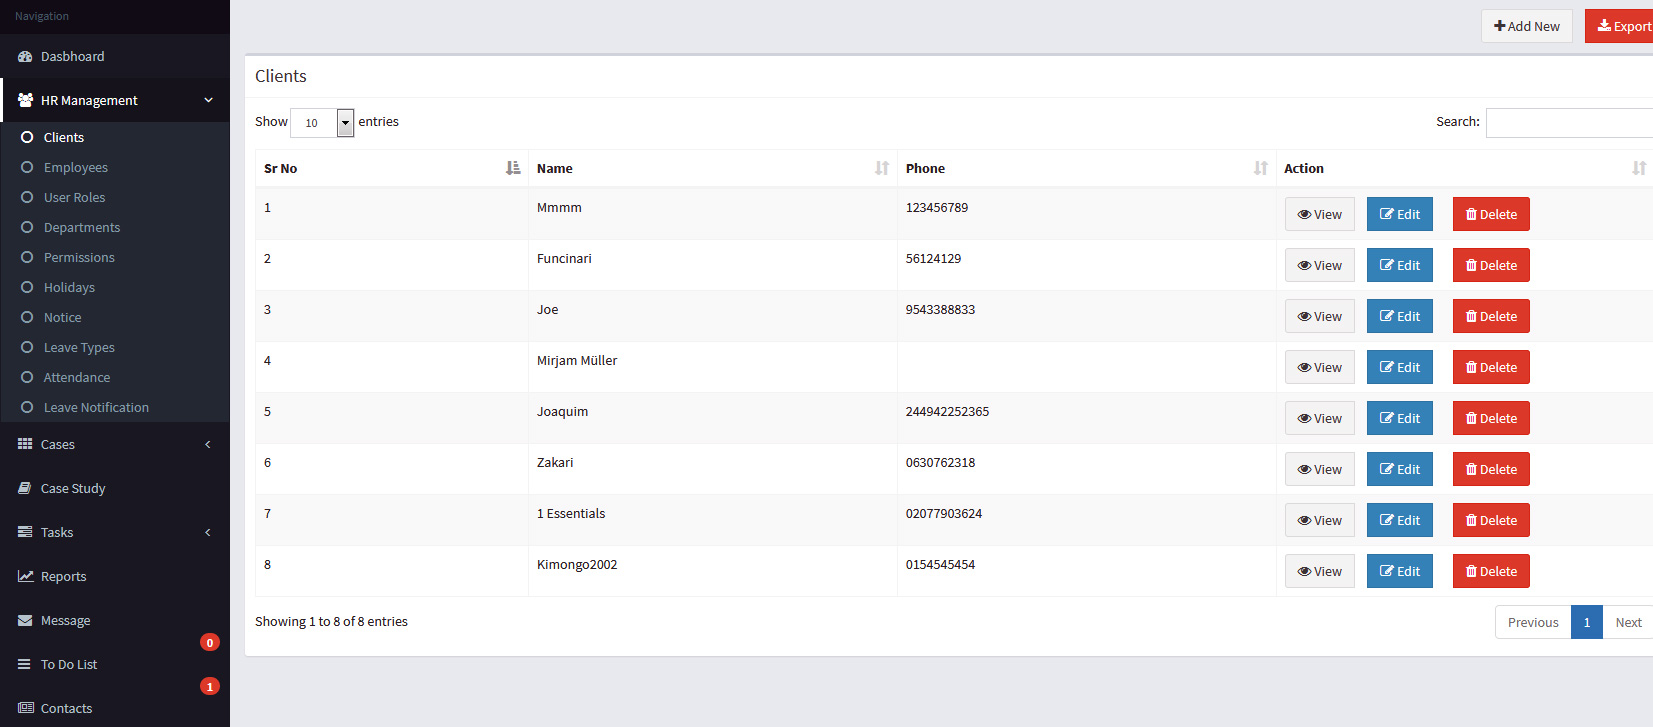 Navigation
Dasbhoard
HR Management
Clients
Employees
User Roles
Departments
Permissions
Holidays
Notice
Leave Types
Attendance
Leave Notification
Cases
Case Study
Tasks
Reports
Message
0
To Do List
1
Contacts
Add New Export
Clients
Show 10 entries Search:
Sr No Name Phone Action
1 Mmmm 123456789 View Edit Delete
2 Funcinari 56124129 View Edit Delete
3 Joe 9543388833 View Edit Delete
4 Mirjam Müller View Edit Delete
5 Joaquim 244942252365 View Edit Delete
6 Zakari 0630762318 View Edit Delete
7 1 Essentials 02077903624 View Edit Delete
8 Kimongo2002 0154545454 View Edit Delete
Showing 1 to 8 of 8 entries Previous 1 Next